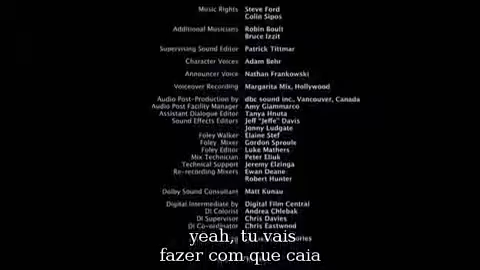 Music Rights Steve Ford
Colin Sipos
Additional Musicians Robin Boult
Bruce Izzit
Supervising Sound Editor Patrick Tittmar
Character Voices Adam Behr
Announcer Voice Nathan Frankowski
Voiceover Recording Margarita Mix, Hollywood
Audio Post-Production by dbc sound inc., Vancouver, Canada
Audio Post Facility Manager Amy Giammarco
Assistant Dialogue Editor Tanya Hnuta
Sound Effects Editors Jeff "Jeffe" Davis
Jonny Ludgate
Foley Walker Elaine Stef
Foley Mixer Gordon Sproule
Foley Editor Luke Mathers
Mix Technician Peter Eliuk
Technical Support Jeremy Elzinga
Re-recording Mixers Ewan Deane
Robert Hunter
Dolby Sound Consultant Matt Kunau
Digital Intermediate by Digital Film Central
DI Colorist Andrea Chlebak
DI Supervisor Chris Davies
DI Co-ordinator Chris Eastwood
yeah, tu vais
fazer com que caia